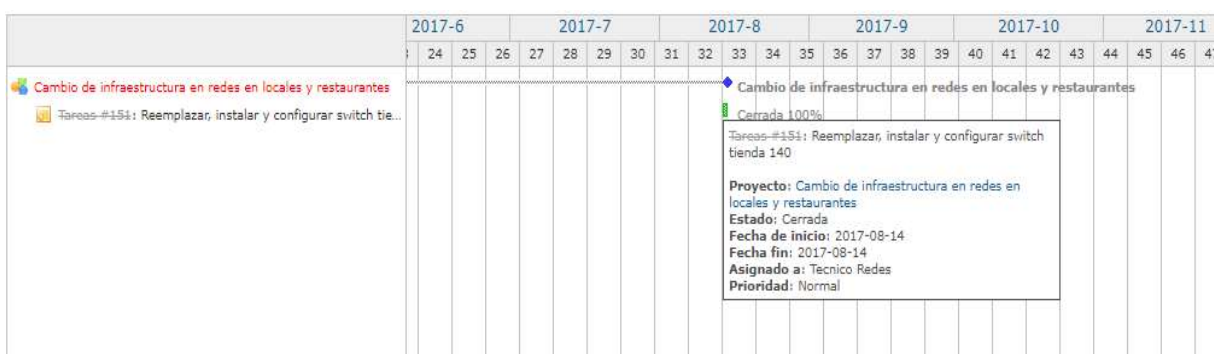 2017-6 2017-7 2017-8 2017-9 2017-10 2017-11
24 25 26 27 28 29 30 31 32 33 34 35 36 37 38 39 40 41 42 43 44 45 46
Cambio de infraestructura en redes en locales y restaurantes
Cambio de infraestructura en redes en locales y restaurantes
Tareas #151: Reemplazar, instalar y configurar switch tie...
Cerrada 100%
Tareas #151: Reemplazar, instalar y configurar switch
tienda 140
Proyecto: Cambio de infraestructura en redes en
locales y restaurantes
Estado: Cerrada
Fecha de inicio: 2017-08-14
Fecha fin: 2017-08-14
Asignado a: Tecnico Redes
Prioridad: Normal